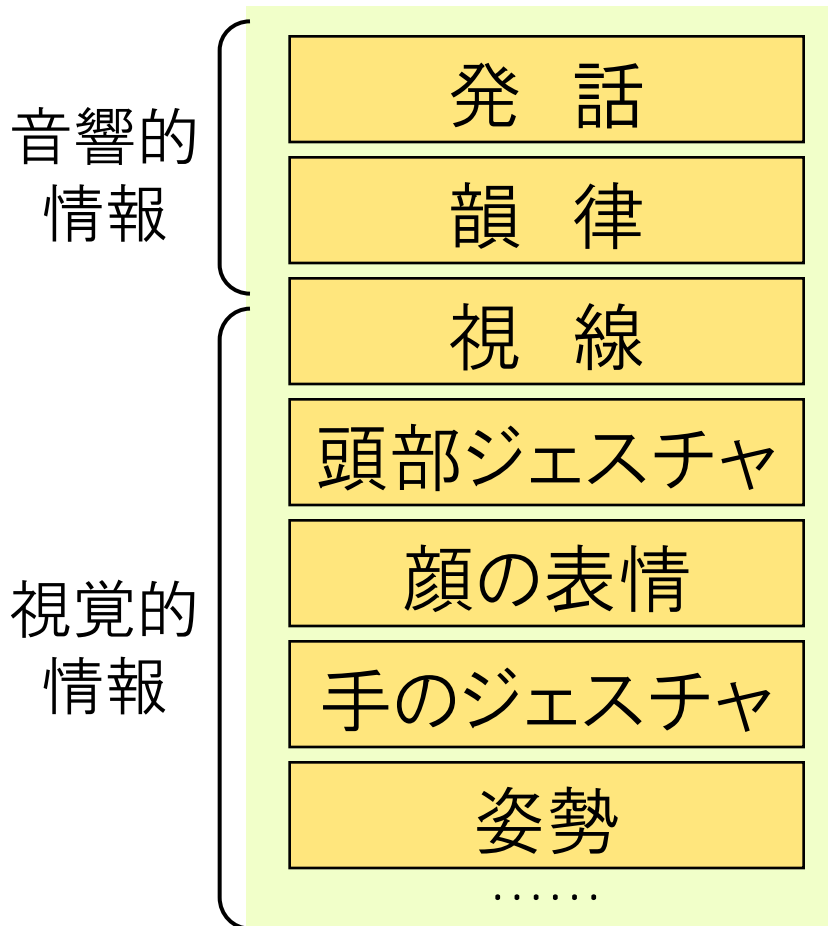 音響的
情報
発 話
韻 律
視 線
頭部ジェスチャ
顔の表情
視覚的
情報
手のジェスチャ
姿勢
……